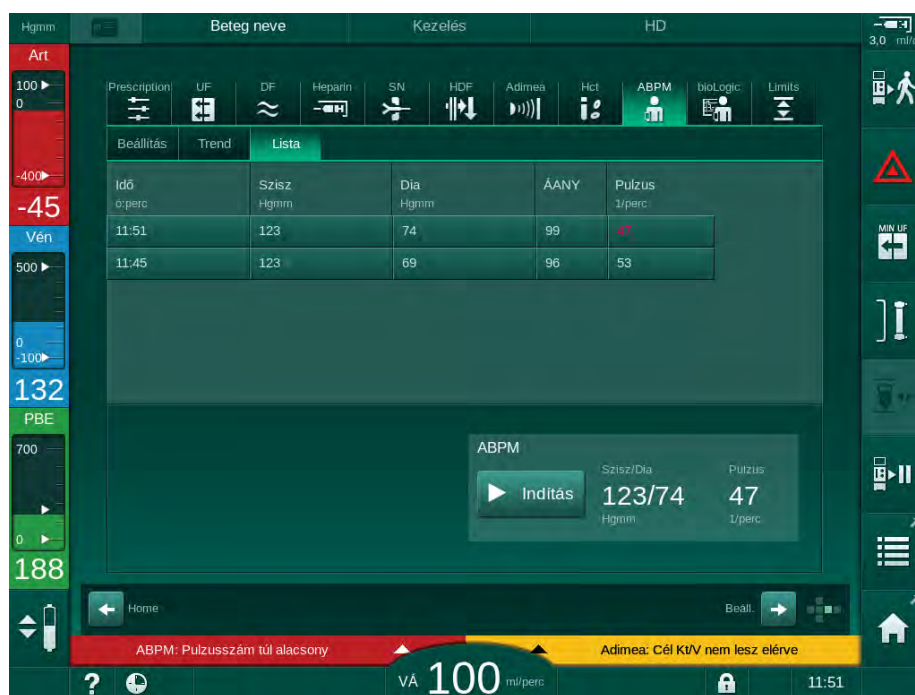 Hgmm
Beteg neve
Kezelés
HD
3,0 ml/
Art
100
0
-400
-45
Vén
500
0
-100
132
PBE
700
0
188
Prescription
UF
DF
Heparin
SN
HDF
Adimea
Hct
ABPM
bioLogic
Limits
Beállítás
Trend
Lista
Idő
Szisz
Dia
ÁANY
Pulzus
ó:perc
Hgmm
Hgmm
1/perc
11:51
123
74
99
47
11:45
123
69
96
53
ABPM
Indítás
Szisz/Dia
123/74
Hgmm
Pulzus
47
1/perc
MIN UF
Home
Beáll.
ABPM: Pulzusszám túl alacsony
Adimea: Cél Kt/V nem lesz elérve
?
VÁ 100 ml/perc
11:51